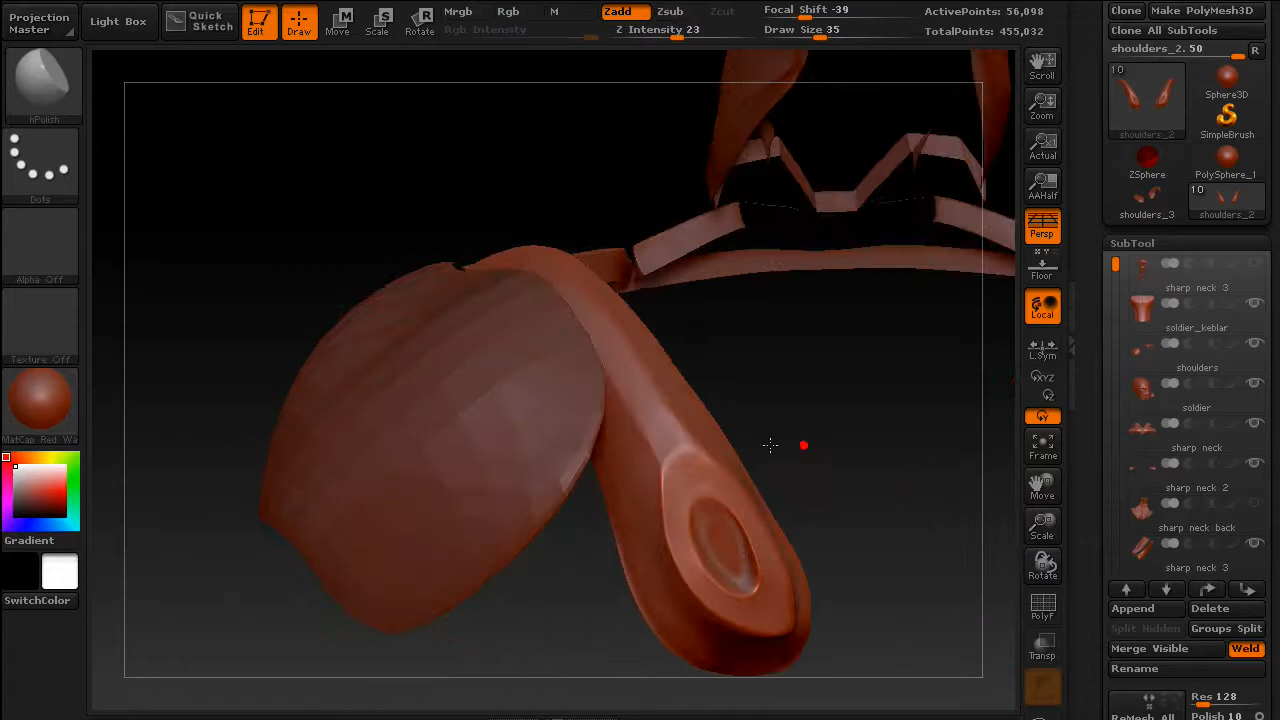 Projection
Master
Light Box
Quick
Sketch
Edit
Draw
Move
Scale
Rotate
Mrgb
Rgb
M
Rgb Intensity
Zadd
Zsub
Zcut
Z Intensity 23
Focal Shift -39
Draw Size 35
ActivePoints: 56,098
TotalPoints: 455,032
hPolish
Dots
Alpha Off
Texture Off
MatCap Red Wa
Gradient
SwitchColor
Scroll
Zoom
Actual
AAHalf
Persp
Floor
Local
L.Sym
XYZ
Frame
Move
Scale
Rotate
PolyF
Transp
Clone
Make PolyMesh3D
Clone All SubTools
shoulders_2. 50
R
10
shoulders_2
Sphere3D
SimpleBrush
ZSphere
PolySphere_1
shoulders_3
10
shoulders_2
SubTool
sharp neck 3
soldier_keblar
shoulders
soldier
sharp neck
sharp neck 2
sharp neck back
sharp neck 3
Append
Delete
Split Hidden
Groups Split
Merge Visible
Weld
Rename
ReMesh All
Res 128
Polish 10